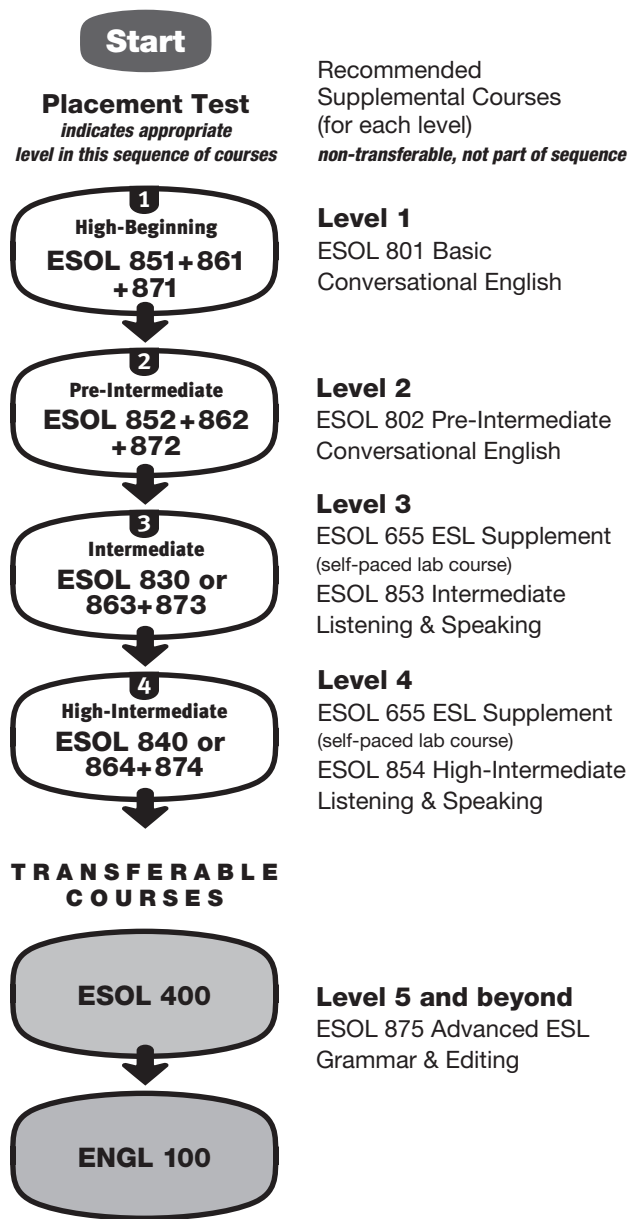 Start
Placement Test
indicates appropriate
level in this sequence of courses
Recommended
Supplemental Courses
(for each level)
non-transferable, not part of sequence
1
High-Beginning
ESOL 851+861
+871
Level 1
ESOL 801 Basic
Conversational English
2
Pre-Intermediate
ESOL 852+862
+872
Level 2
ESOL 802 Pre-Intermediate
Conversational English
3
Intermediate
ESOL 830 or
863+873
Level 3
ESOL 655 ESL Supplement
(self-paced lab course)
ESOL 853 Intermediate
Listening & Speaking
4
High-Intermediate
ESOL 840 or
864+874
Level 4
ESOL 655 ESL Supplement
(self-paced lab course)
ESOL 854 High-Intermediate
Listening & Speaking
TRANSFERABLE
COURSES
ESOL 400
Level 5 and beyond
ESOL 875 Advanced ESL
Grammar & Editing
ENGL 100